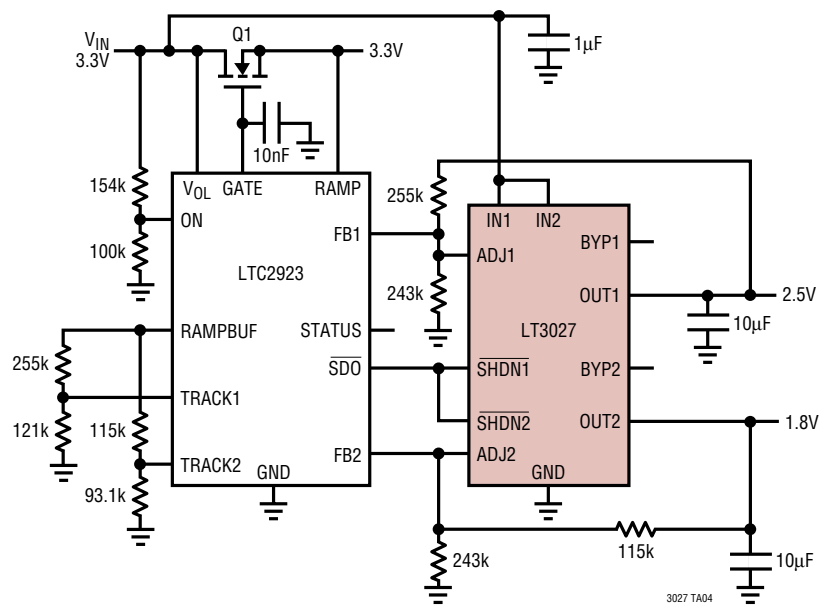 VIN
3.3V
Q1
3.3V
1µF
10nF
154k
VOL
GATE
RAMP
255k
IN1
IN2
ON
FB1
BYP1
100k
ADJ1
LTC2923
243k
OUT1
2.5V
RAMPBUF
STATUS
LT3027
10µF
255k
SDO
SHDN1
BYP2
TRACK1
121k
115k
SHDN2
OUT2
1.8V
TRACK2
FB2
ADJ2
GND
GND
93.1k
243k
115k
10µF
3027 TA04